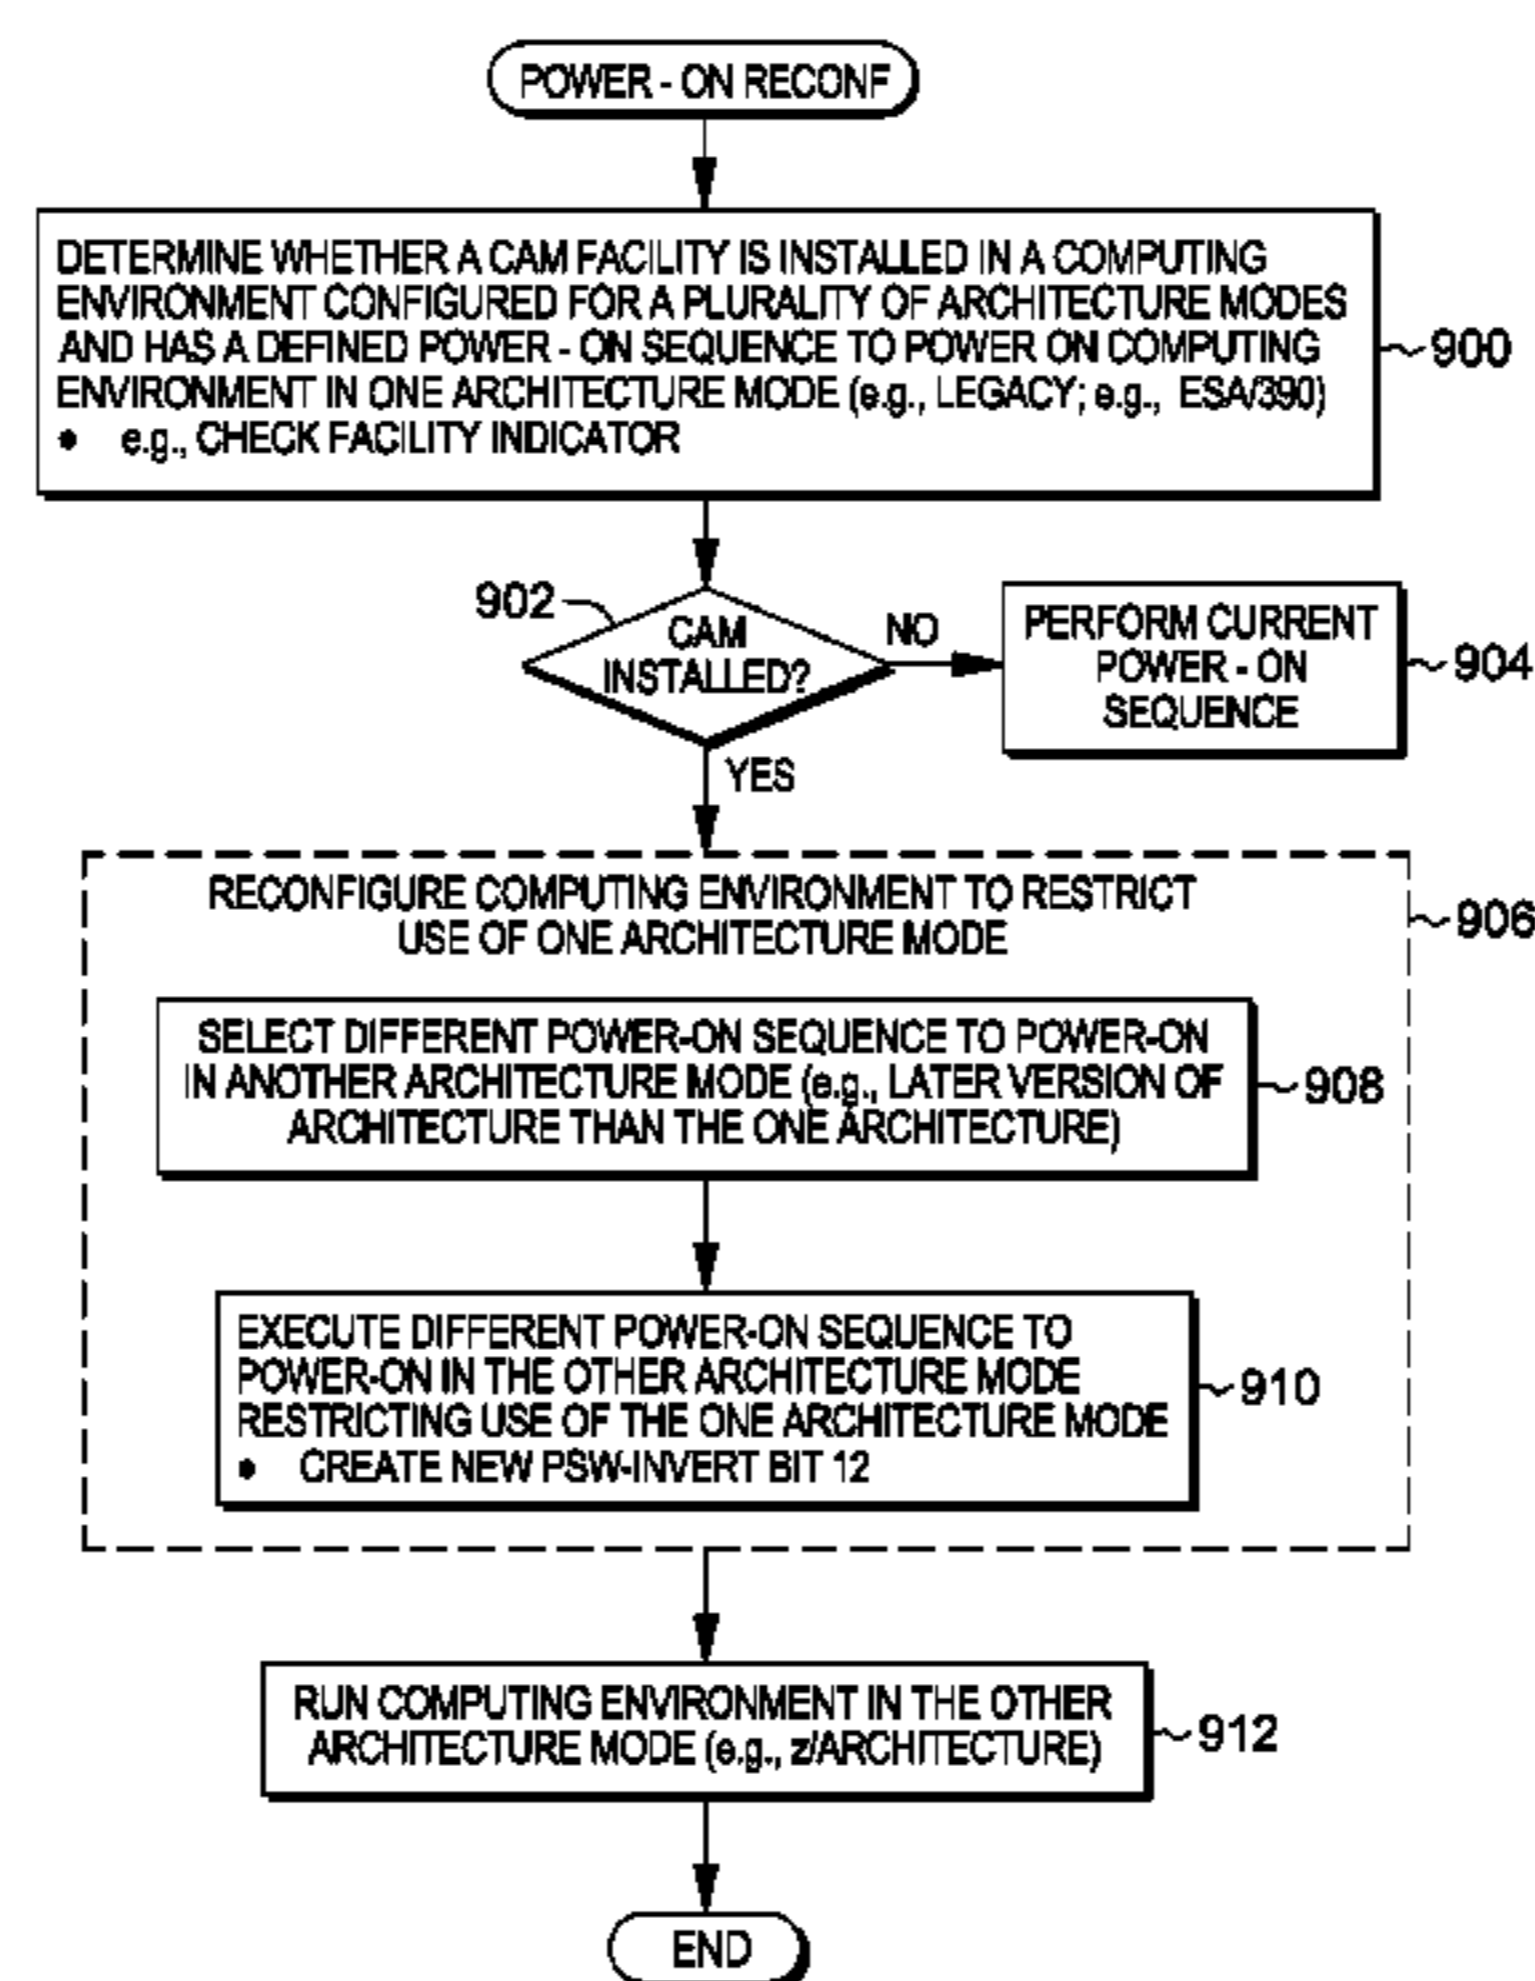 POWER - ON RECONF
DETERMINE WHETHER A CAM FACILITY IS INSTALLED IN A COMPUTING
ENVIRONMENT CONFIGURED FOR A PLURALITY OF ARCHITECTURE MODES
AND HAS A DEFINED POWER - ON SEQUENCE TO POWER ON COMPUTING
ENVIRONMENT IN ONE ARCHITECTURE MODE (e.g., LEGACY; e.g., ESA/390)
• e.g., CHECK FACILITY INDICATOR
900
902
CAM
INSTALLED?
NO
PERFORM CURRENT
POWER - ON
SEQUENCE
904
YES
RECONFIGURE COMPUTING ENVIRONMENT TO RESTRICT
USE OF ONE ARCHITECTURE MODE
906
SELECT DIFFERENT POWER-ON SEQUENCE TO POWER-ON
IN ANOTHER ARCHITECTURE MODE (e.g., LATER VERSION OF
ARCHITECTURE THAN THE ONE ARCHITECTURE)
908
EXECUTE DIFFERENT POWER-ON SEQUENCE TO
POWER-ON IN THE OTHER ARCHITECTURE MODE
RESTRICTING USE OF THE ONE ARCHITECTURE MODE
• CREATE NEW PSW-INVERT BIT 12
910
RUN COMPUTING ENVIRONMENT IN THE OTHER
ARCHITECTURE MODE (e.g., z/ARCHITECTURE)
912
END